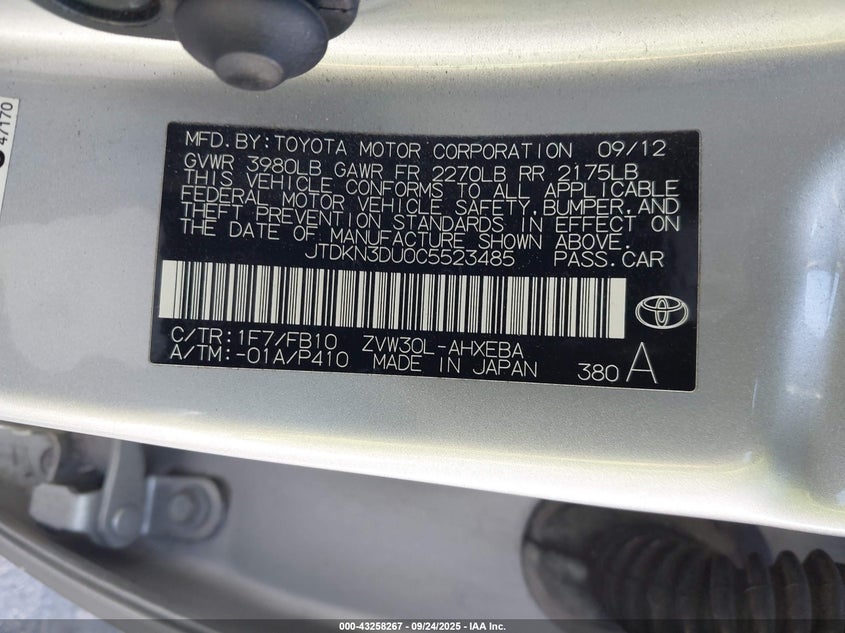 47170
MFD. BY: TOYOTA MOTOR CORPORATION 09/12
GVWR 3980LB GAWR FR 2270LB RR 2175LB
THIS VEHICLE CONFORMS TO ALL APPLICABLE
FEDERAL MOTOR VEHICLE SAFETY, BUMPER, AND
THEFT PREVENTION STANDARDS IN EFFECT ON
THE DATE OF MANUFACTURE SHOWN ABOVE.
JTDKN3DU0C5523485 PASS. CAR
C/TR: 1F7/FB10 ZVW30L-AHXEBA
A/TM: -01A/P410 MADE IN JAPAN 380 A
000-43258267 - 09/24/2025 - IAA Inc.